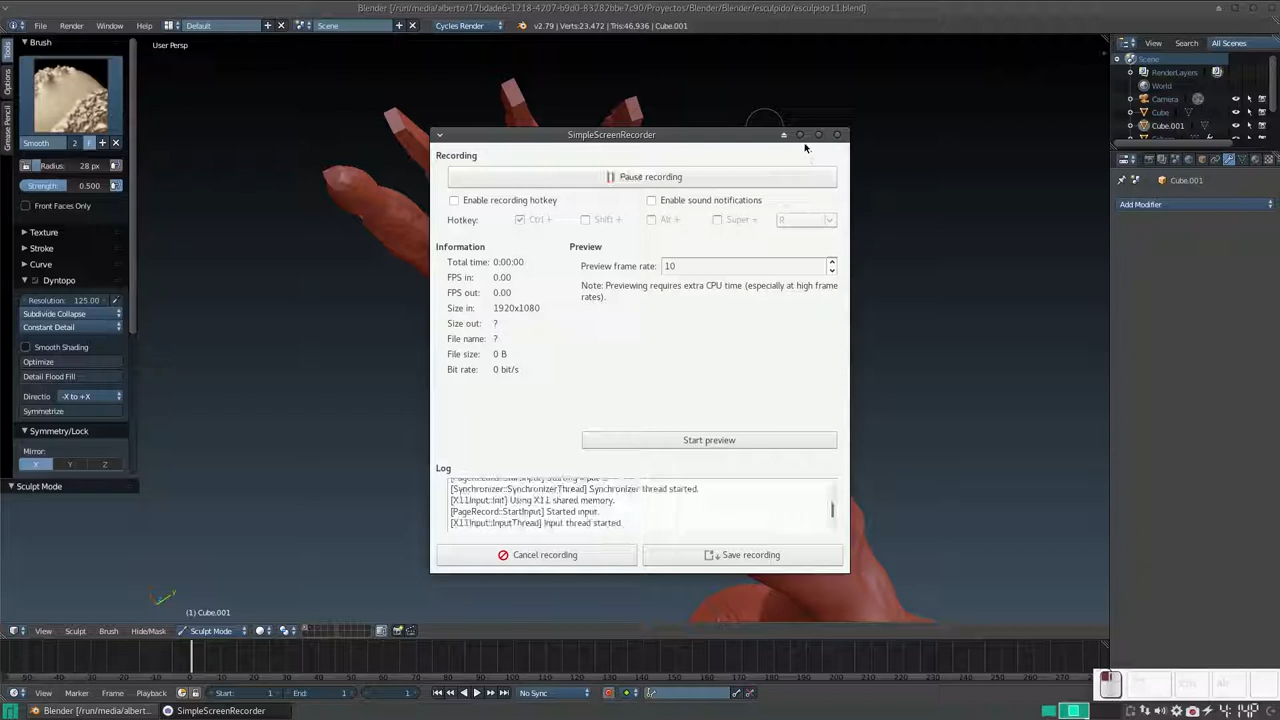 Blender [/run/media/alberto/17bdade6-1218-4207-b9d0-83282bbe7c90/Proyectos/Blender/Blender/esculpido/esculpido11.blend]
File Render Window Help Default Scene Cycles Render v2.79 | Verts:23,472 | Tris:46,936 | Cube.001
View Search All Scenes
Tools
Options
Grease Pencil
Brush
Smooth 2 F
Radius: 28 px
Strength: 0.500
Front Faces Only
Texture
Stroke
Curve
Dyntopo
Resolution: 125.00
Subdivide Collapse
Constant Detail
Smooth Shading
Optimize
Detail Flood Fill
Directio -X to +X
Symmetrize
Symmetry/Lock
Mirror:
X Y Z
Sculpt Mode
User Persp
SimpleScreenRecorder
Recording
Pause recording
Enable recording hotkey Enable sound notifications
Hotkey: Ctrl + Shift + Alt + Super + R
Information
Total time: 0:00:00
FPS in: 0.00
FPS out: 0.00
Size in: 1920x1080
Size out: ?
File name: ?
File size: 0 B
Bit rate: 0 bit/s
Preview
Preview frame rate: 10
Note: Previewing requires extra CPU time (especially at high frame
rates).
Start preview
Log
[Synchronizer::SynchronizerThread] Synchronizer thread started.
[X11Input::Init] Using X11 shared memory.
[PageRecord::StartInput] Started input.
[X11Input::InputThread] Input thread started.
Cancel recording Save recording
Scene
RenderLayers
World
Camera
Cube
Cube.001
Cube.001
Add Modifier
(1) Cube.001
View Sculpt Brush Hide/Mask Sculpt Mode
View Marker Frame Playback Start: 1 End: 1 1 No Sync
Blender [/run/media/albert... SimpleScreenRecorder